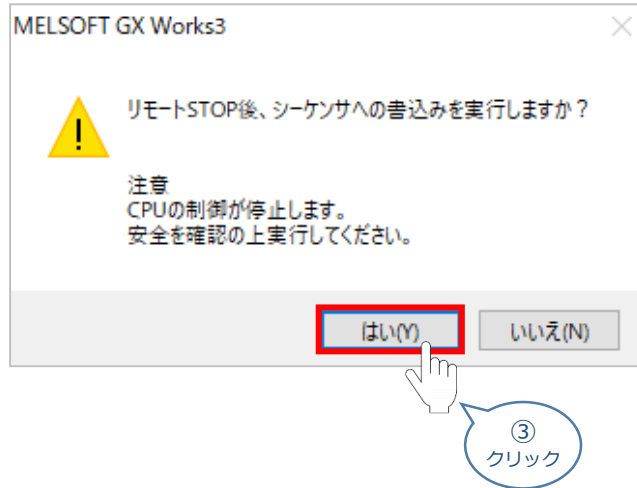 MELSOFT GX Works3
リモートSTOP後、シーケンサへの書込みを実行しますか？
注意
CPUの制御が停止します。
安全を確認の上実行してください。
はい(Y)
いいえ(N)
③
クリック